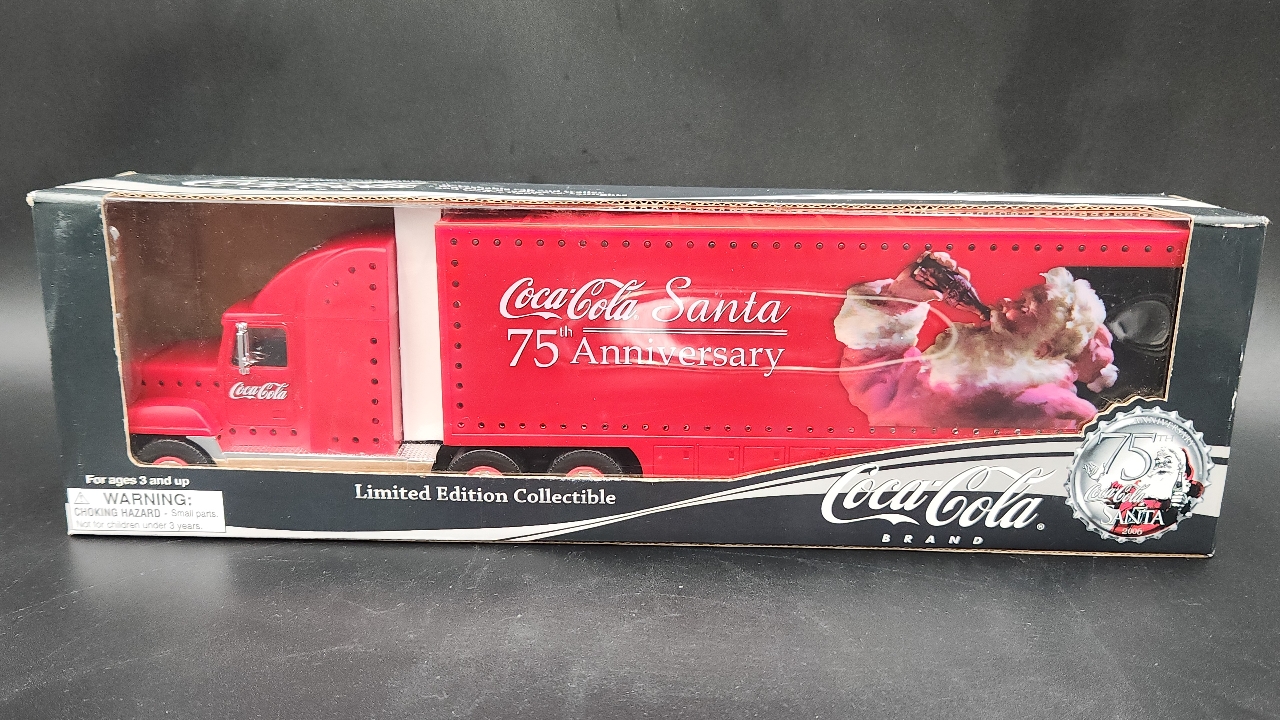 Coca-Cola Santa
75th Anniversary
Coca-Cola
For ages 3 and up
WARNING:
CHOKING HAZARD - Small parts.
Not for children under 3 years.
Limited Edition Collectible
Coca-Cola®
BRAND
75TH
ANNIVERSARY
Coca-Cola
SANTA
2006